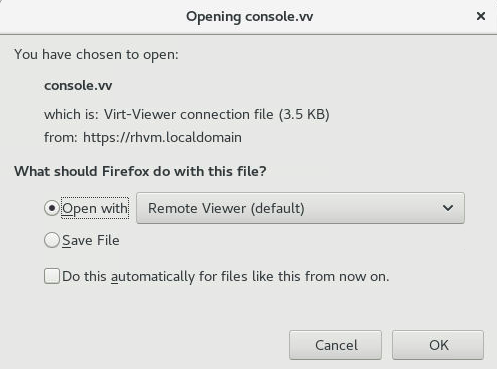 Opening console.vv
×
You have chosen to open:
console.vv
which is: Virt-Viewer connection file (3.5 KB)
from: https://rhvm.localdomain
What should Firefox do with this file?
Open with
Remote Viewer (default)
Save File
Do this automatically for files like this from now on.
Cancel
OK